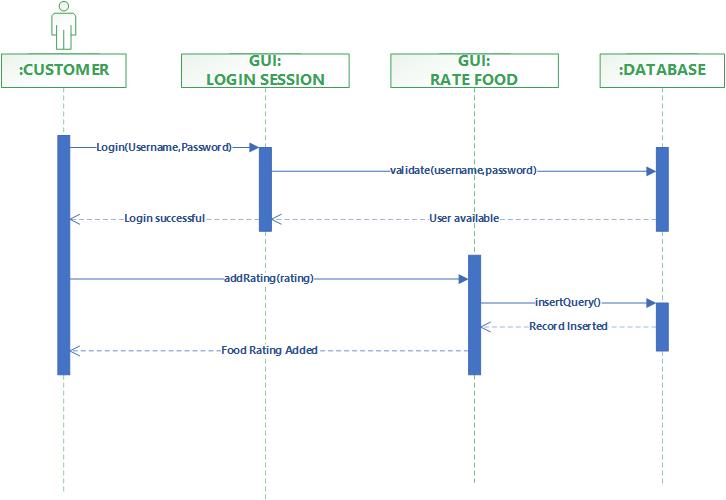 :CUSTOMER
GUI:
LOGIN SESSION
GUI:
RATE FOOD
:DATABASE
Login(Username,Password)
validate(username,password)
Login successful
User available
addRating(rating)
insertQuery()
Record Inserted
Food Rating Added